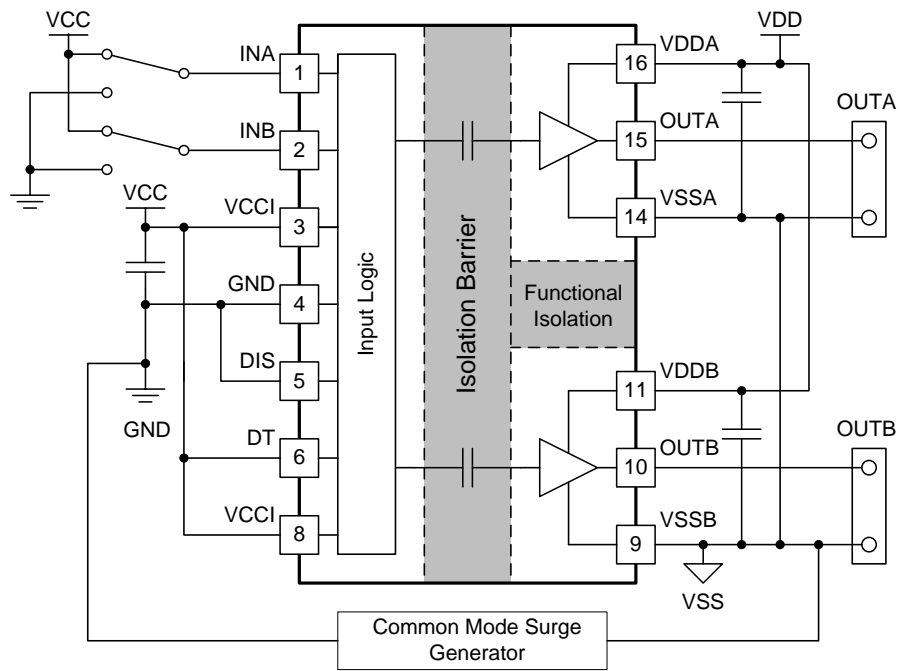 VCC
INA
1
INB
2
VCC
VCCI
3
GND
4
DIS
5
GND
DT
6
VCCI
8
Input Logic
Isolation Barrier
Functional
Isolation
VDDA
16
VDD
OUTA
15
OUTA
VSSA
14
VDDB
11
OUTB
10
OUTB
VSSB
9
VSS
Common Mode Surge
Generator